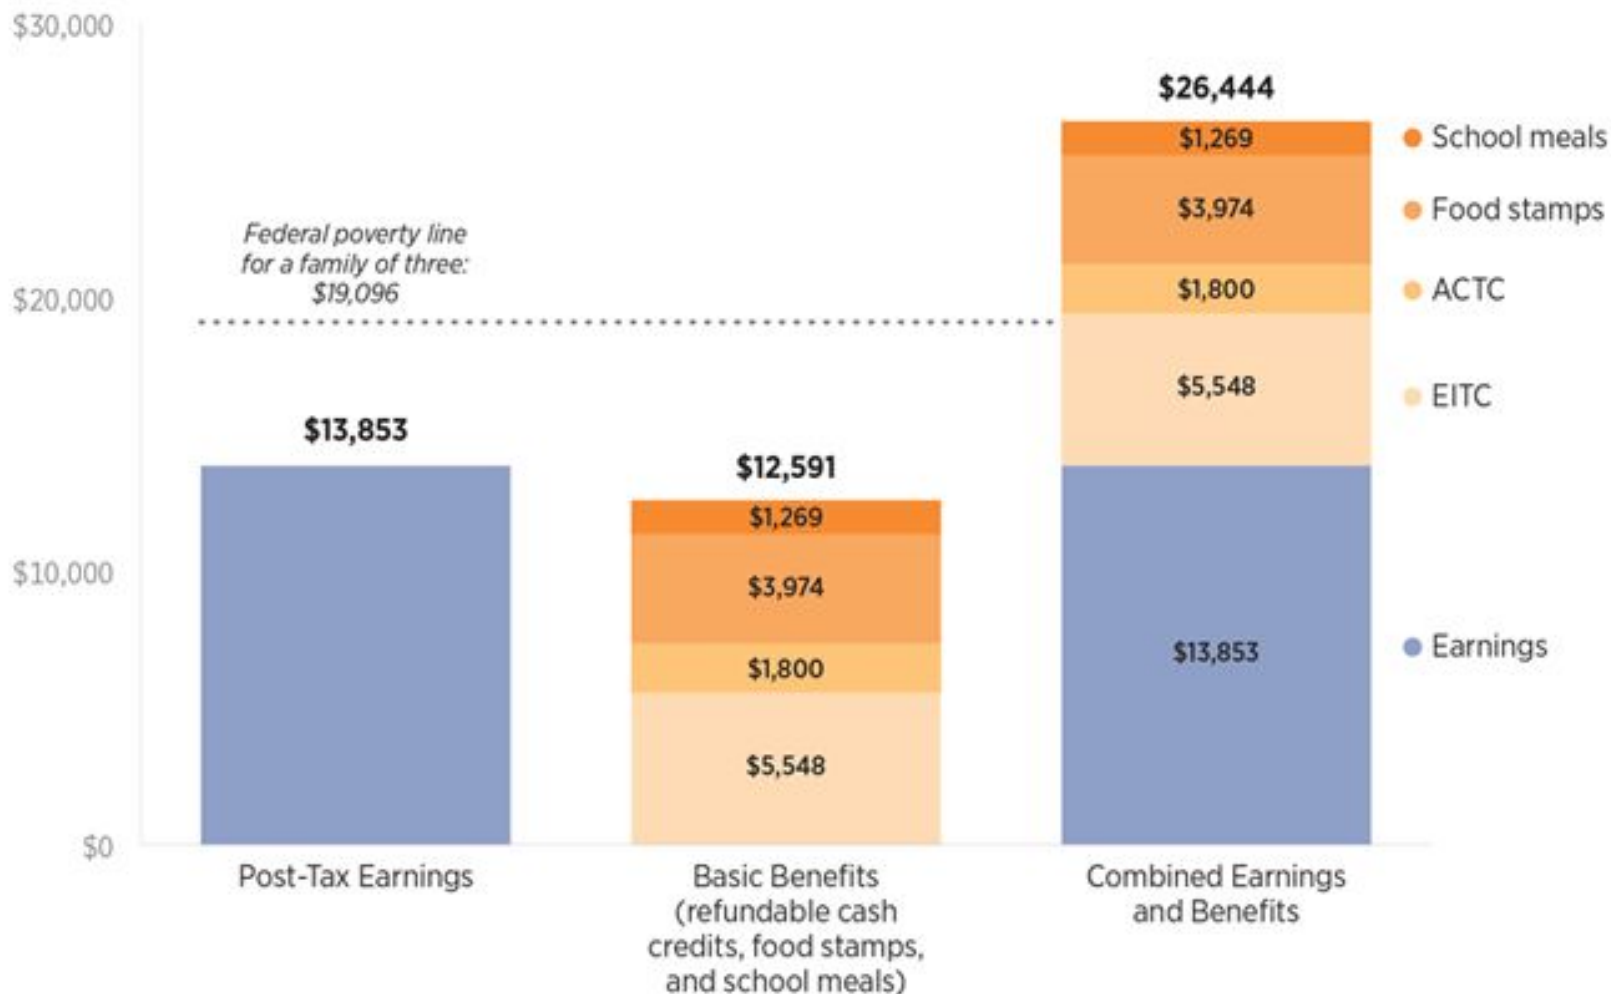 $30,000
$20,000
$10,000
$0
Federal poverty line
for a family of three:
$19,096
$13,853
Post-Tax Earnings
$12,591
$1,269
$3,974
$1,800
$5,548
Basic Benefits
(refundable cash
credits, food stamps,
and school meals)
$26,444
$1,269
$3,974
$1,800
$5,548
$13,853
Combined Earnings
and Benefits
School meals
Food stamps
ACTC
EITC
Earnings